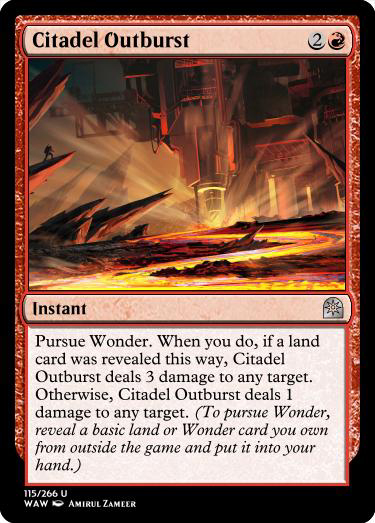 Citadel Outburst 2
Instant
Pursue Wonder. When you do, if a land
card was revealed this way, Citadel
Outburst deals 3 damage to any target.
Otherwise, Citadel Outburst deals 1
damage to any target. (To pursue Wonder,
reveal a basic land or Wonder card you own
from outside the game and put it into your
hand.)
115/266 U
WAW Amirul Zameer